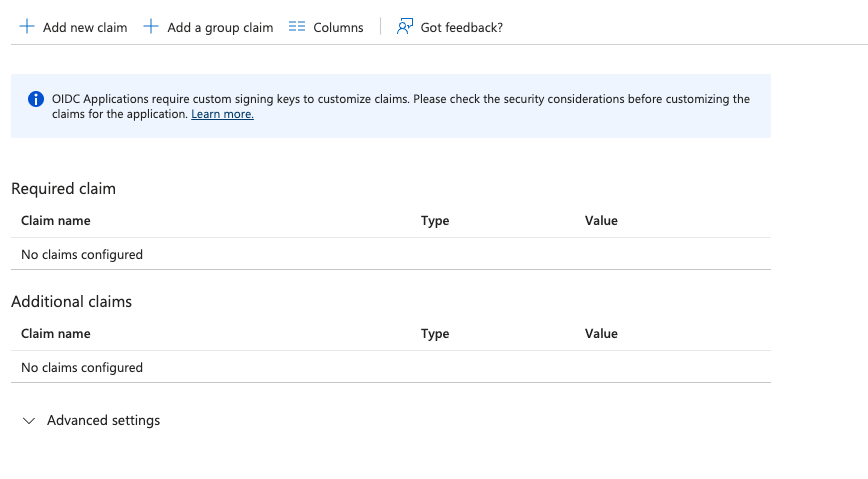 Add new claim Add a group claim Columns Got feedback?
OIDC Applications require custom signing keys to customize claims. Please check the security considerations before customizing the
claims for the application. Learn more.
Required claim
Claim name Type Value
No claims configured
Additional claims
Claim name Type Value
No claims configured
Advanced settings